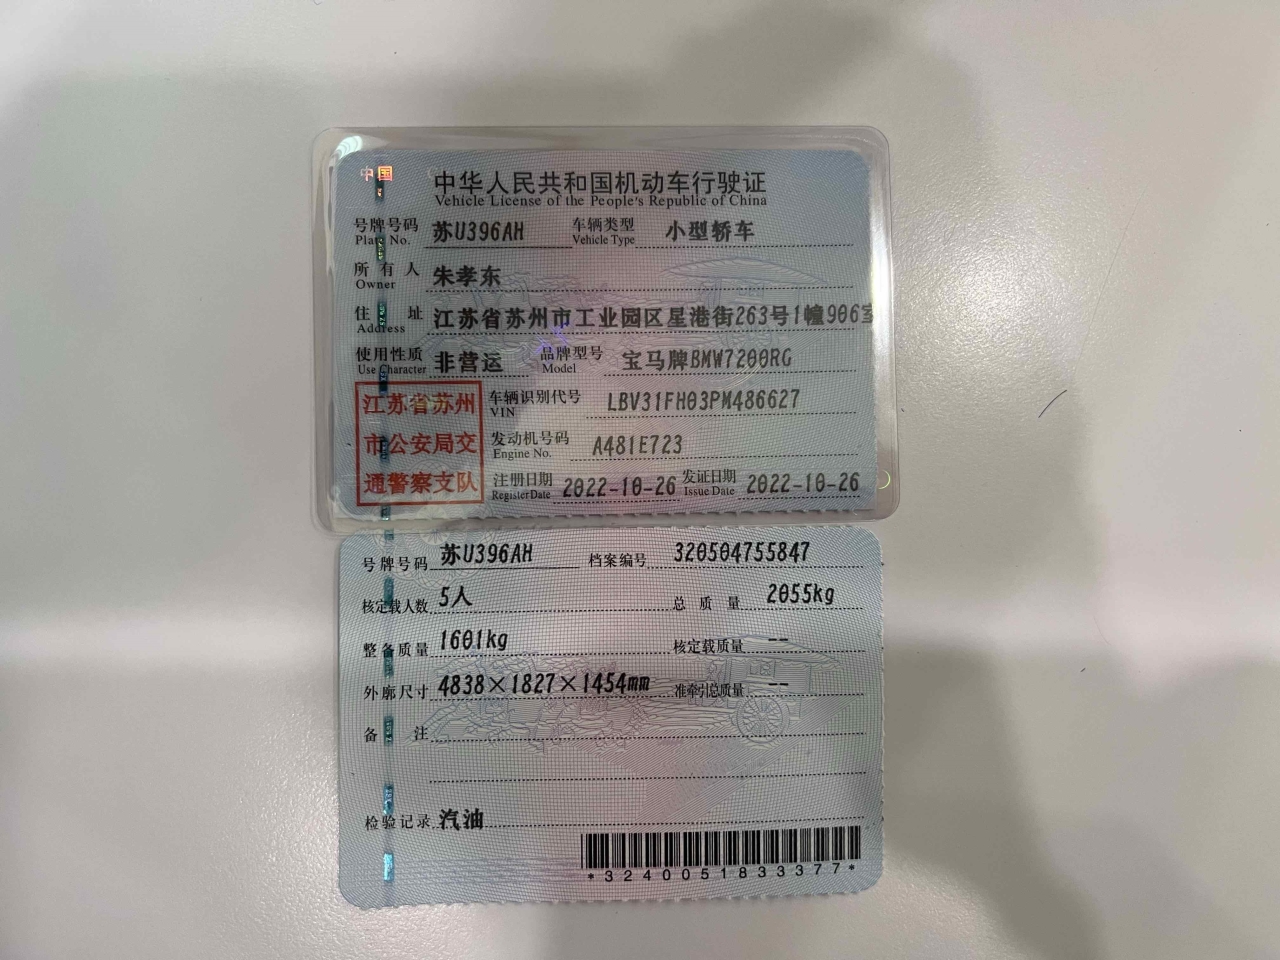 中国
中华人民共和国机动车行驶证
Vehicle License of the People's Republic of China
号牌号码 苏U396AH 车辆类型 小型轿车
Plate No. Vehicle Type
所有人 朱孝东
Owner
住址 江苏省苏州市工业园区星港街263号1幢906室
Address
使用性质 非营运 品牌型号 宝马牌BMW7200RG
Use Character Model
江苏省苏州
市公安局交
通警察支队
车辆识别代号 LBV31FH03PM486627
VIN
发动机号码 A481E723
Engine No.
注册日期 2022-10-26 发证日期 2022-10-26
Register Date Issue Date
号牌号码 苏U396AH 档案编号 320504755847
核定载人数 5人 总质量 2055kg
整备质量 1601kg 核定载质量 --
外廓尺寸 4838×1827×1454mm 准牵引总质量 --
备注
检验记录 汽油
*3240051833377*